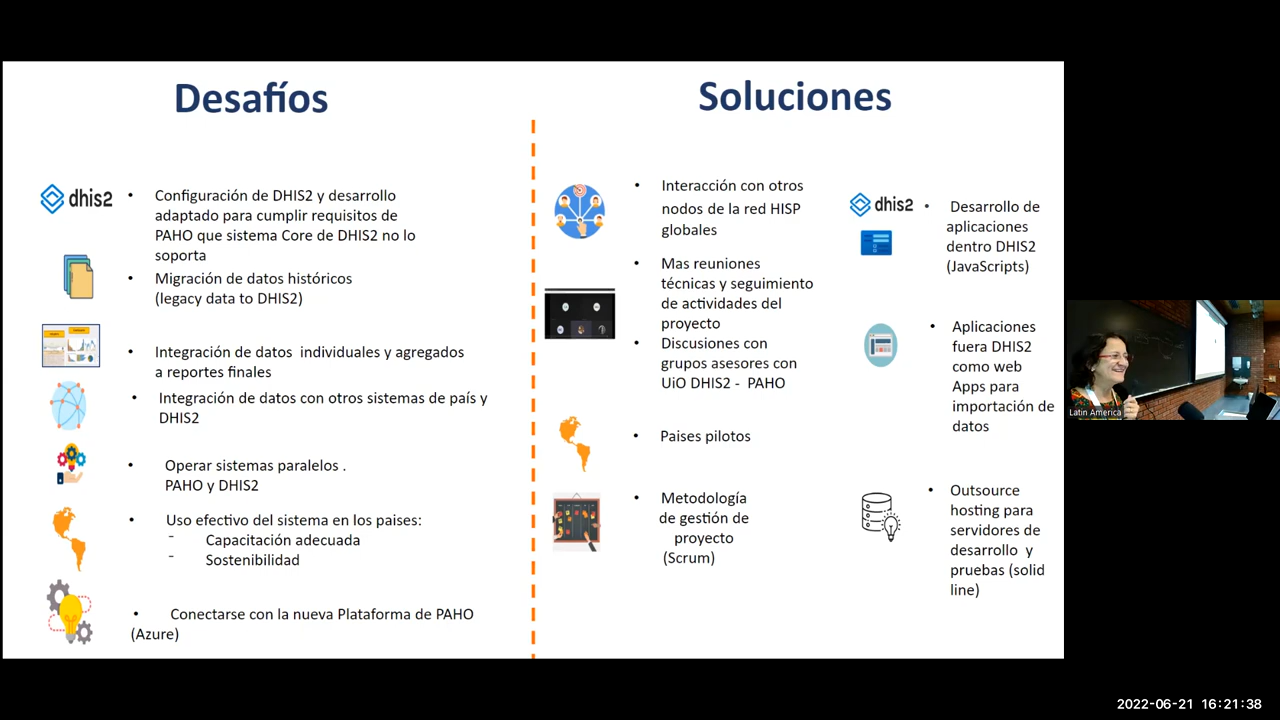 Desafíos
dhis2
• Configuración de DHIS2 y desarrollo
adaptado para cumplir requisitos de
PAHO que sistema Core de DHIS2 no lo
soporta
• Migración de datos históricos
(legacy data to DHIS2)
• Integración de datos individuales y agregados
a reportes finales
• Integración de datos con otros sistemas de país y
DHIS2
• Operar sistemas paralelos .
PAHO y DHIS2
• Uso efectivo del sistema en los paises:
- Capacitación adecuada
- Sostenibilidad
• Conectarse con la nueva Plataforma de PAHO
(Azure)
Soluciones
• Interacción con otros
nodos de la red HISP
globales
• Mas reuniones
técnicas y seguimiento
de actividades del
proyecto
• Discusiones con
grupos asesores con
UiO DHIS2 - PAHO
• Paises pilotos
• Metodología
de gestión de
proyecto
(Scrum)
dhis2
• Desarrollo de
aplicaciones
dentro DHIS2
(JavaScripts)
• Aplicaciones
fuera DHIS2
como web
Apps para
importación de
datos
• Outsource
hosting para
servidores de
desarrollo y
pruebas (solid
line)
Latin America
2022-06-21 16:21:38